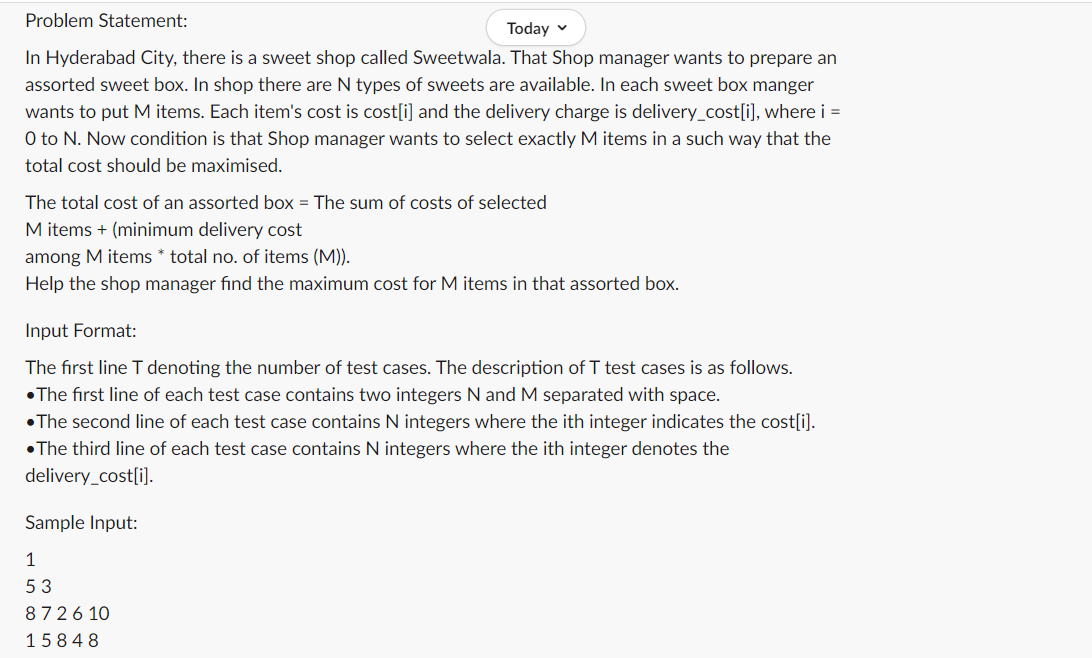 Problem Statement:
Today
In Hyderabad City, there is a sweet shop called Sweetwala. That Shop manager wants to prepare an
assorted sweet box. In shop there are N types of sweets are available. In each sweet box manger
wants to put M items. Each item's cost is cost[i] and the delivery charge is delivery_cost[i], where i =
0 to N. Now condition is that Shop manager wants to select exactly M items in a such way that the
total cost should be maximised.
The total cost of an assorted box = The sum of costs of selected
M items + (minimum delivery cost
among M items * total no. of items (M)).
Help the shop manager find the maximum cost for M items in that assorted box.
Input Format:
The first line T denoting the number of test cases. The description of T test cases is as follows.
•The first line of each test case contains two integers N and M separated with space.
•The second line of each test case contains N integers where the ith integer indicates the cost[i].
•The third line of each test case contains N integers where the ith integer denotes the
delivery_cost[i].
Sample Input:
1
5 3
8 7 2 6 10
1 5 8 4 8